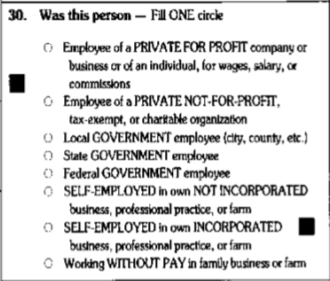 30. Was this person — Fill ONE circle
Employee of a PRIVATE FOR PROFIT company or
business or of an individual, for wages, salary, or
commissions
Employee of a PRIVATE NOT-FOR-PROFIT,
tax-exempt, or charitable organization
Local GOVERNMENT employee (city, county, etc.)
State GOVERNMENT employee
Federal GOVERNMENT employee
SELF-EMPLOYED in own NOT INCORPORATED
business, professional practice, or farm
SELF-EMPLOYED in own INCORPORATED
business, professional practice, or farm
Working WITHOUT PAY in family business or farm